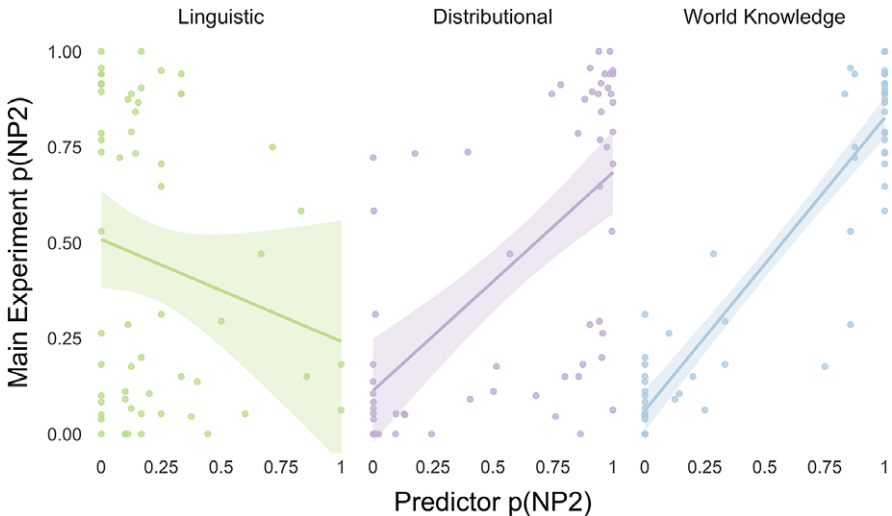 Linguistic Distributional World Knowledge
Main Experiment p(NP2)
1.00
0.75
0.50
0.25
0.00
0 0.25 0.5 0.75 1 0 0.25 0.5 0.75 1 0 0.25 0.5 0.75 1
Predictor p(NP2)